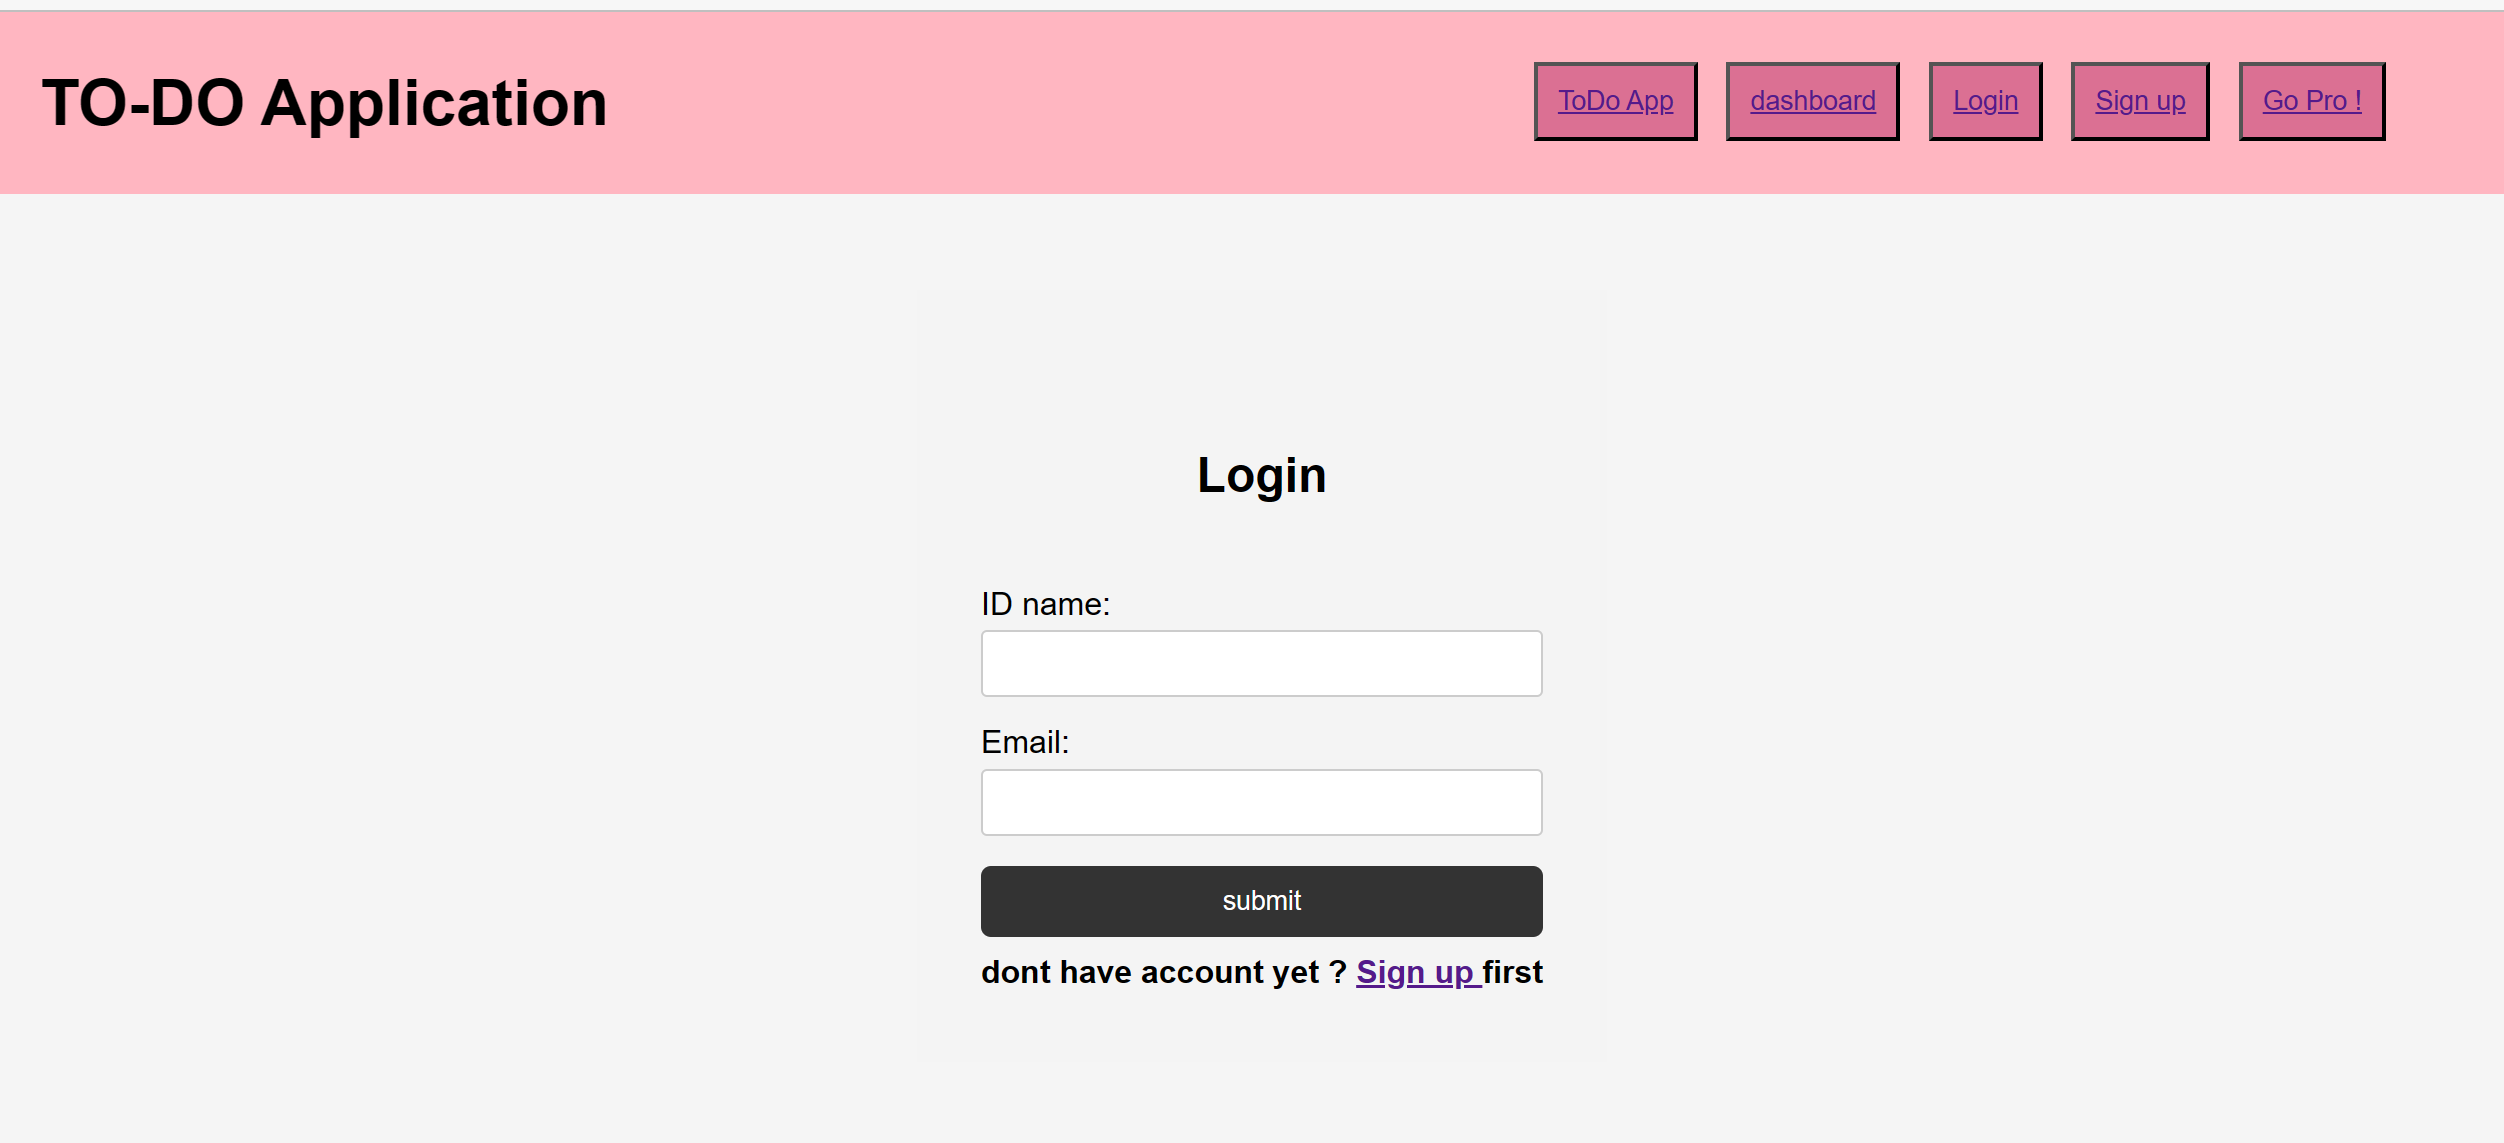 TO-DO Application
ToDo App dashboard Login Sign up Go Pro !
Login
ID name:
Email:
submit
dont have account yet ? Sign up first